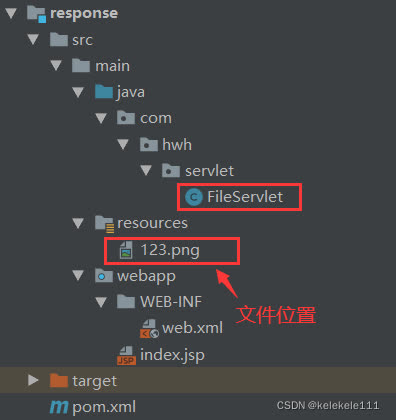 response
src
main
java
com
hwh
servlet
FileServlet
resources
123.png
webapp
WEB-INF
文件位置
web.xml
index.jsp
target
pom.xml
CSDN @kelekele111